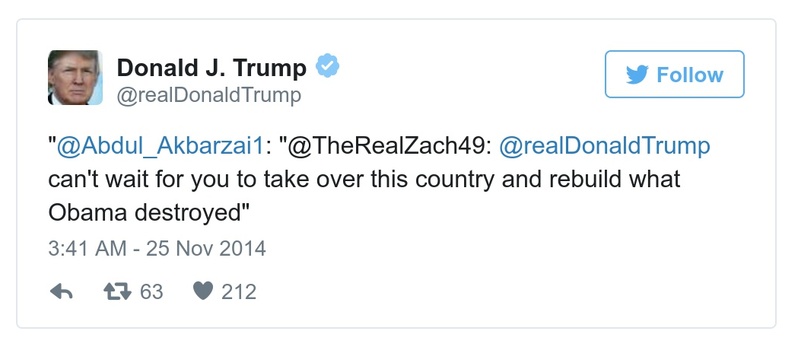 Donald J. Trump
@realDonaldTrump
Follow
"@Abdul_Akbarzai1: "@TheRealZach49: @realDonaldTrump
can't wait for you to take over this country and rebuild what
Obama destroyed"
3:41 AM - 25 Nov 2014
63 212